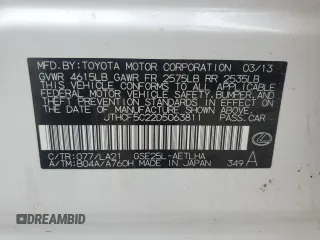 MFD. BY: TOYOTA MOTOR CORPORATION 03/13
GVWR 4615LB GAWR FR 2575LB RR 2535LB
THIS VEHICLE CONFORMS TO ALL APPLICABLE
FEDERAL MOTOR VEHICLE SAFETY,
BUMPER, AND THEFT PREVENTION STANDARDS
IN EFFECT ON THE DATE OF
MANUFACTURE SHOWN ABOVE.
JTHCF5C22D5063811
PASS. CAR
C/TR:077/LA21 GSE25L-AETLHA
A/TM:B04A/A760H MADE IN JAPAN 349 A